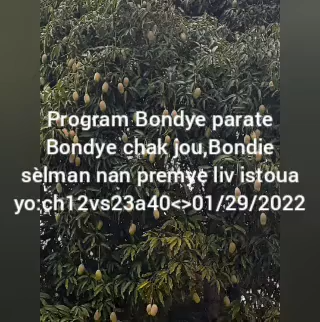 Program Bondye parate
Bondye chak jou,Bondie
sèlman nan premye liv istoua
yo:ch12vs23a40<>01/29/2022